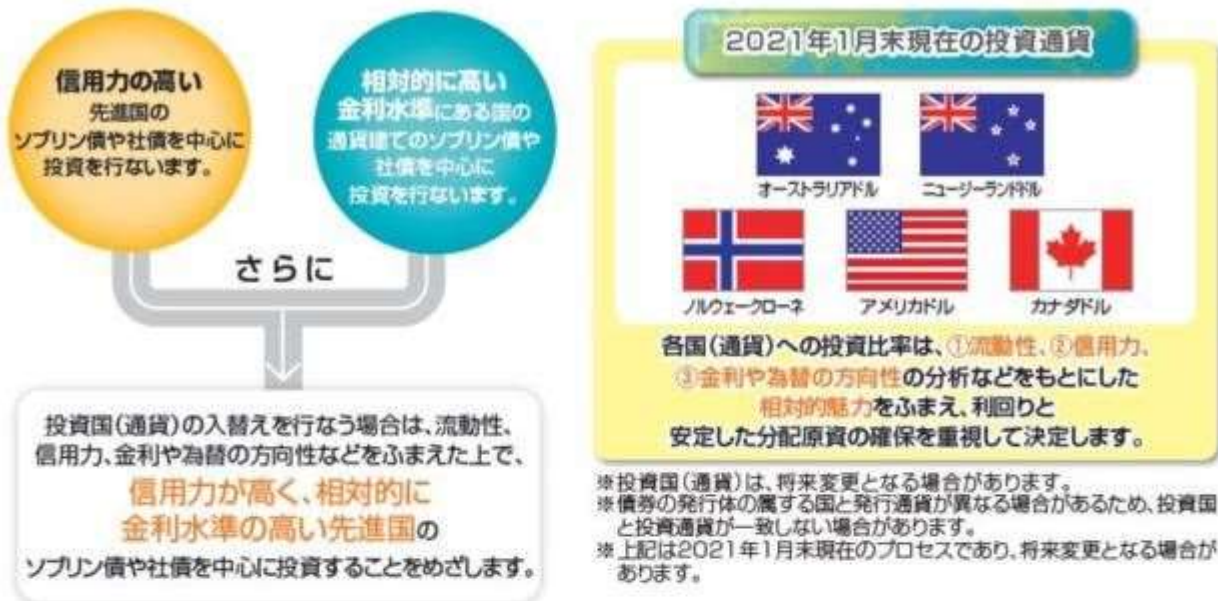 信用力の高い
先進国の
ソブリン債や社債を中心に
投資を行ないます。
相対的に高い
金利水準にある国の
通貨建てのソブリン債や
社債を中心に
投資を行ないます。
さらに
投資国(通貨)の入替えを行なう場合は、流動性、
信用力、金利や為替の方向性などをふまえた上で、
信用力が高く、相対的に
金利水準の高い先進国の
ソブリン債や社債を中心に投資することをめざします。
2021年1月末現在の投資通貨
オーストラリアドル
ニュージーランドドル
ノルウェークローネ
アメリカドル
カナダドル
各国(通貨)への投資比率は、①流動性、②信用力、
③金利や為替の方向性の分析などをもとにした
相対的魅力をふまえ、利回りと
安定した分配原資の確保を重視して決定します。
※投資国(通貨)は、将来変更となる場合があります。
※債券の発行体の属する国と発行通貨が異なる場合があるため、投資国
と投資通貨が一致しない場合があります。
※上記は2021年1月末現在のプロセスであり、将来変更となる場合が
あります。